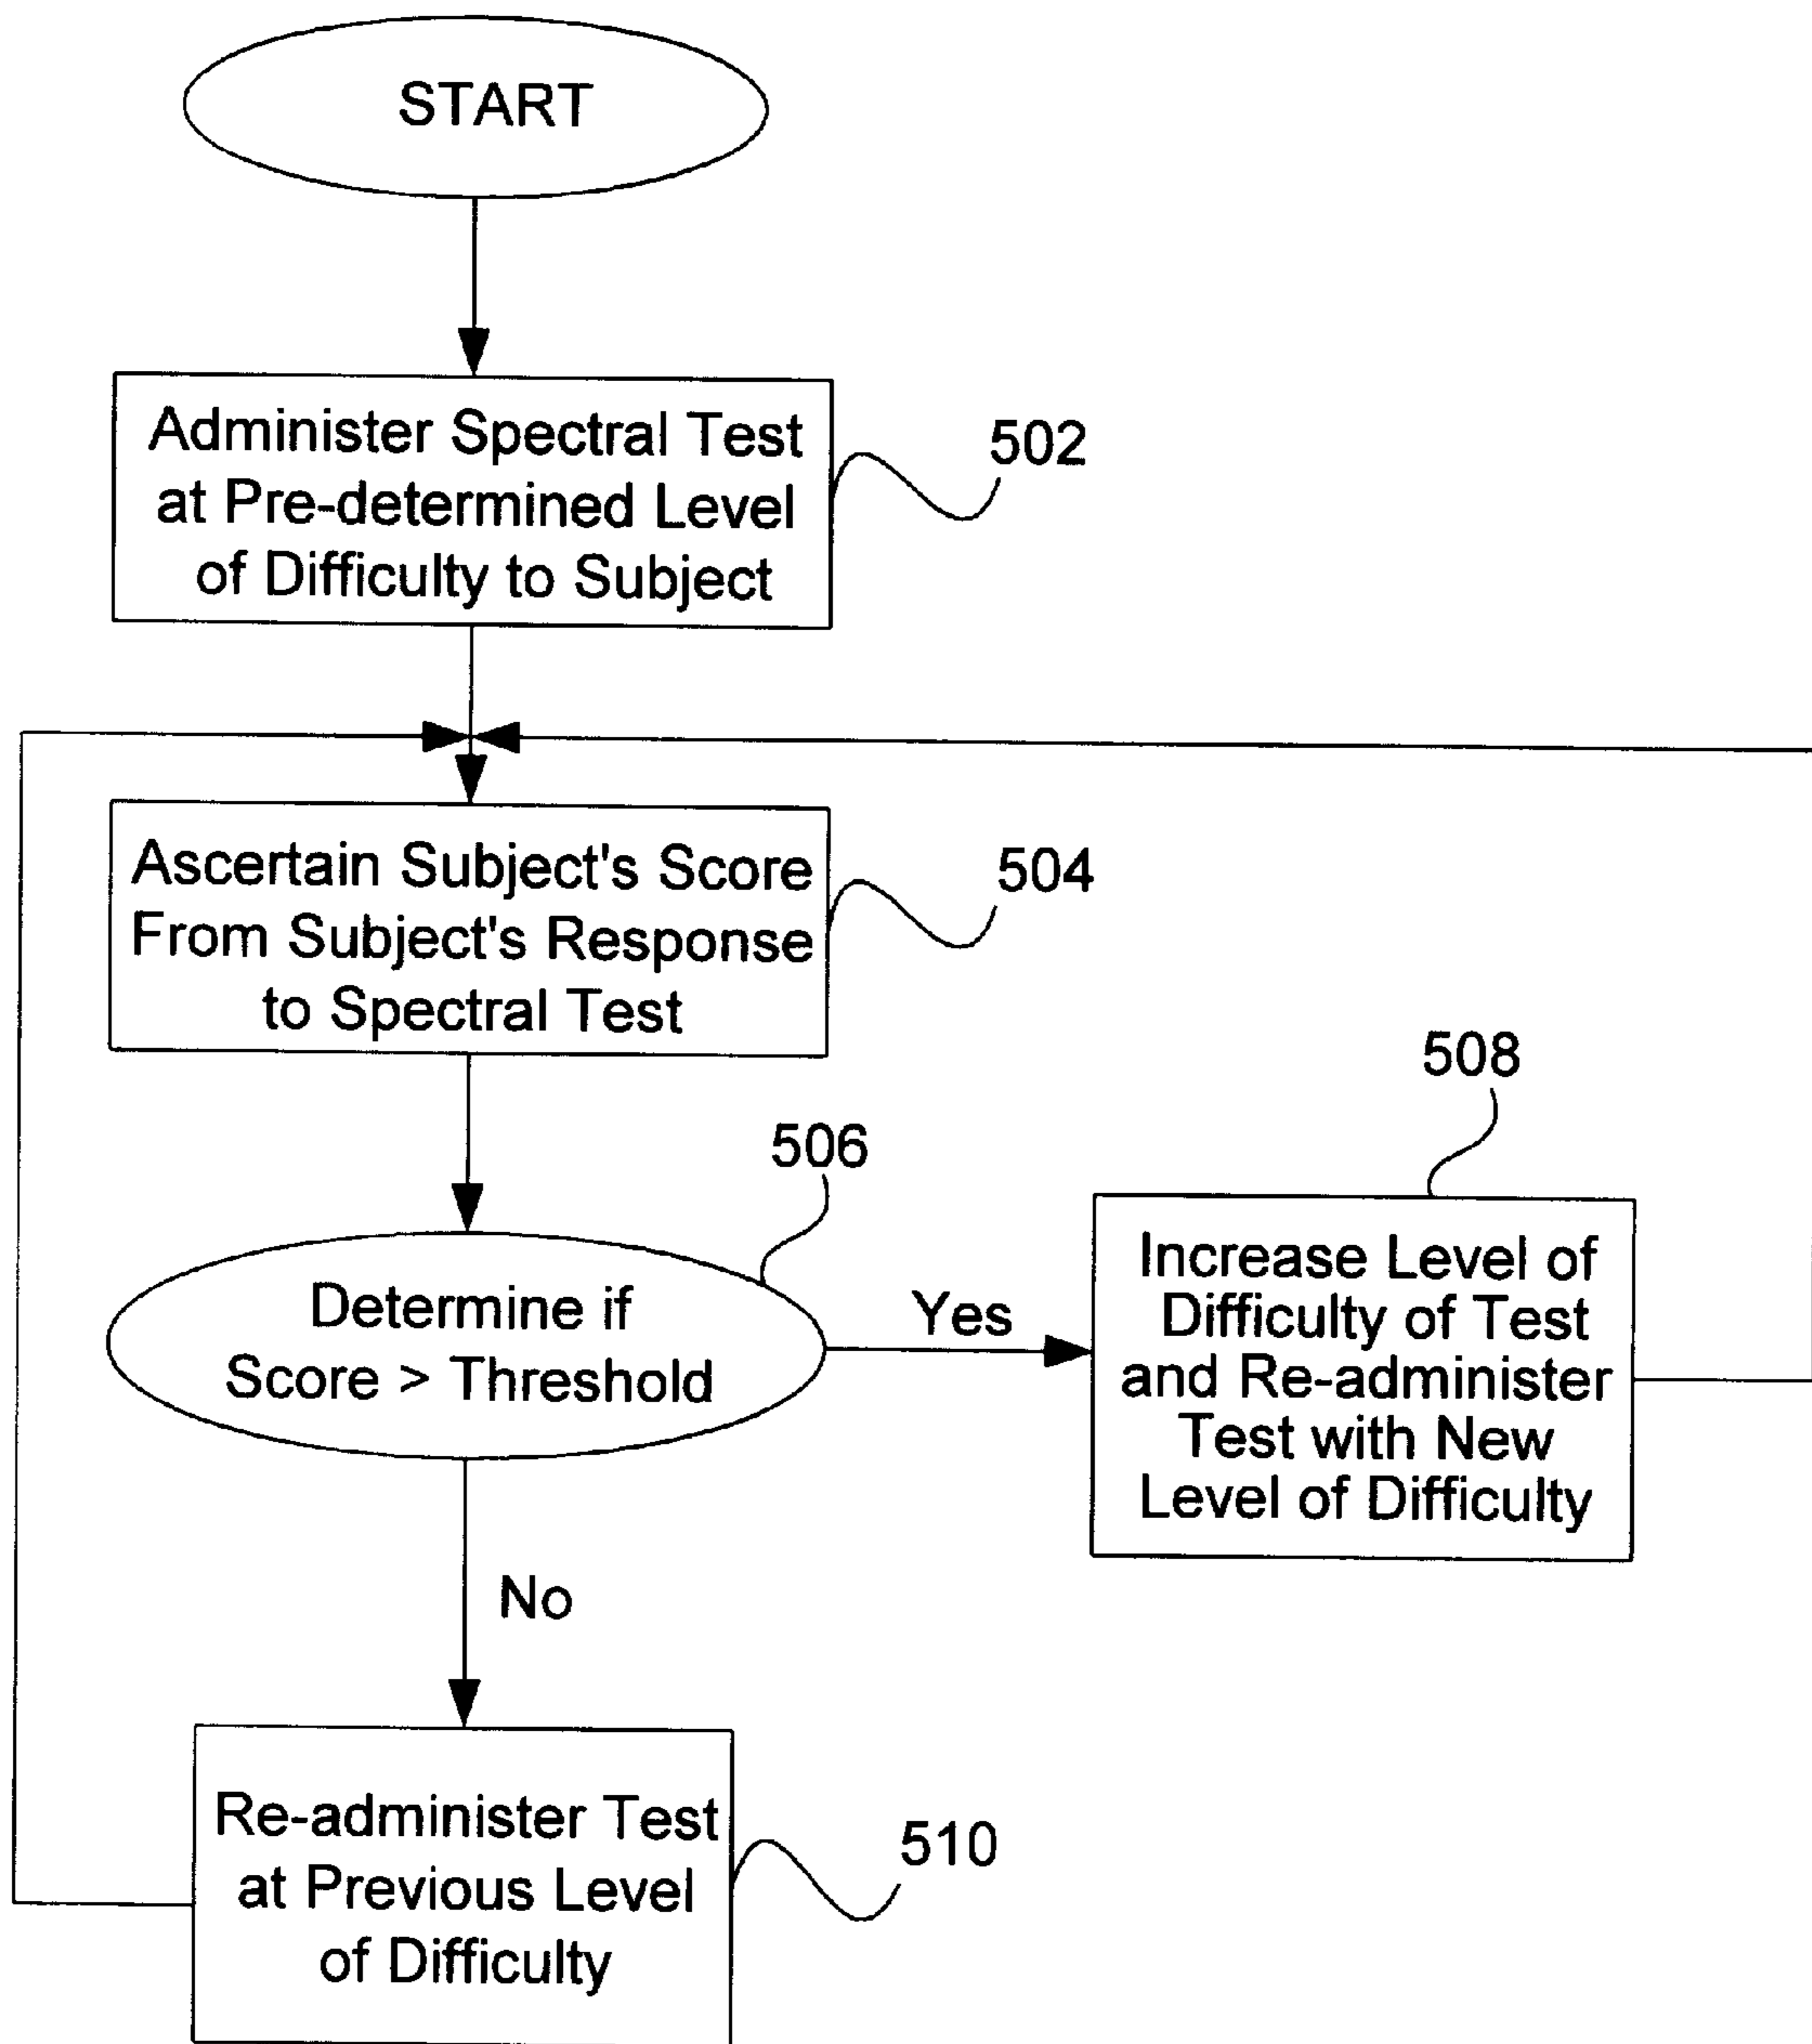 START
Administer Spectral Test
at Pre-determined Level
of Difficulty to Subject
502
Ascertain Subject's Score
From Subject's Response
to Spectral Test
504
506
Determine if
Score > Threshold
Yes
508
Increase Level of
Difficulty of Test
and Re-administer
Test with New
Level of Difficulty
No
Re-administer Test
at Previous Level
of Difficulty
510